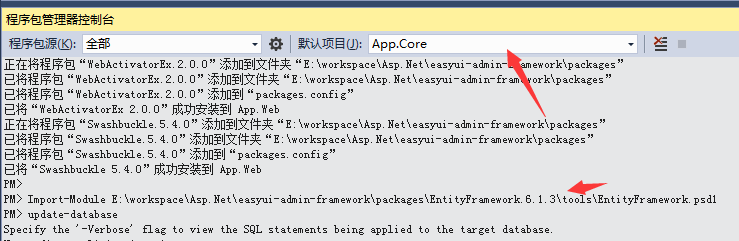 程序包管理器控制台
程序包源(K): 全部 默认项目(J): App.Core
正在将程序包“WebActivatorEx.2.0.0”添加到文件夹“E:\workspace\Asp.Net\easyui-admin-framework\packages”
已将程序包“WebActivatorEx.2.0.0”添加到文件夹“E:\workspace\Asp.Net\easyui-admin-framework\packages”
已将程序包“WebActivatorEx.2.0.0”添加到“packages.config”
已将“WebActivatorEx 2.0.0”成功安装到 App.Web
正在将程序包“Swashbuckle.5.4.0”添加到文件夹“E:\workspace\Asp.Net\easyui-admin-framework\packages”
已将程序包“Swashbuckle.5.4.0”添加到文件夹“E:\workspace\Asp.Net\easyui-admin-framework\packages”
已将程序包“Swashbuckle.5.4.0”添加到“packages.config”
已将“Swashbuckle 5.4.0”成功安装到 App.Web
PM>
PM> Import-Module E:\workspace\Asp.Net\easyui-admin-framework\packages\EntityFramework.6.1.3\tools\EntityFramework.psd1
PM> update-database
Specify the '-Verbose' flag to view the SQL statements being applied to the target database.